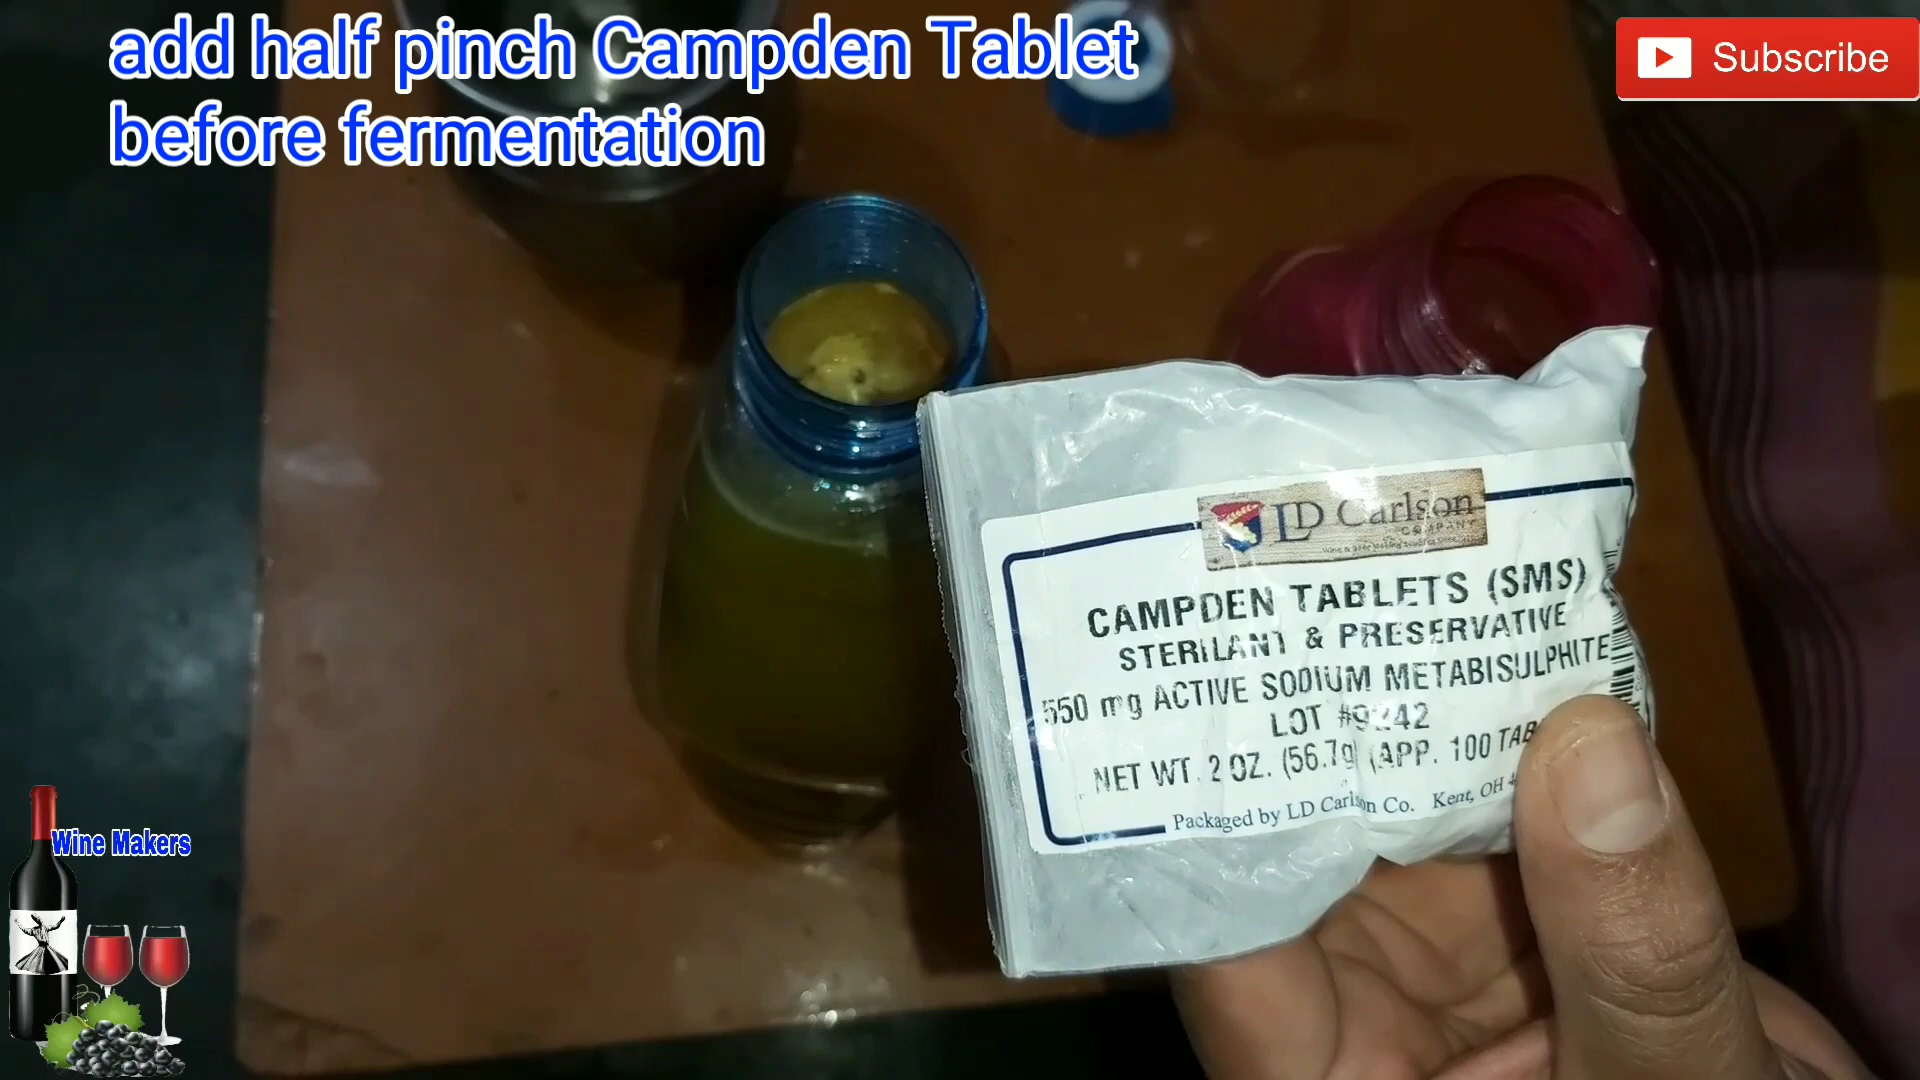 add half pinch Campden Tablet
before fermentation
Subscribe
LD Carlson
COMPANY
CAMPDEN TABLETS (SMS)
STERILANT & PRESERVATIVE
550 mg ACTIVE SODIUM METABISULPHITE
LOT #9242
NET WT. 2 OZ. (56.7g) (APP. 100 TAB
Packaged by LD Carlson Co. Kent, OH
Wine Makers